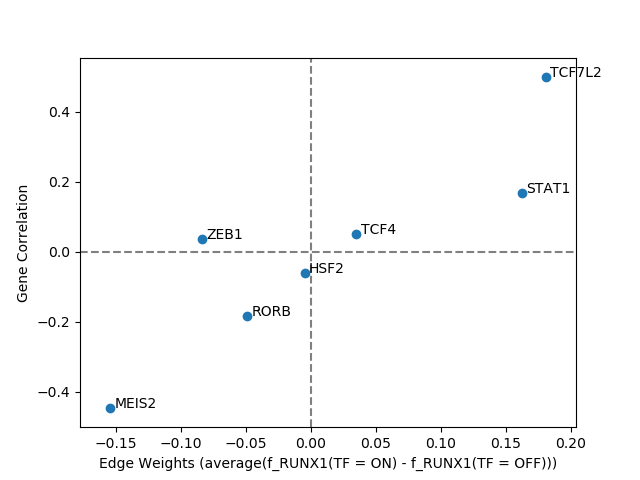 TCF7L2
0.4
0.2
STAT1
ZEB1
TCF4
0.0
HSF2
Gene Correlation
−0.2
RORB
−0.4
MEIS2
−0.15 −0.10 −0.05 0.00 0.05 0.10 0.15 0.20
Edge Weights (average(f_RUNX1(TF = ON) - f_RUNX1(TF = OFF)))